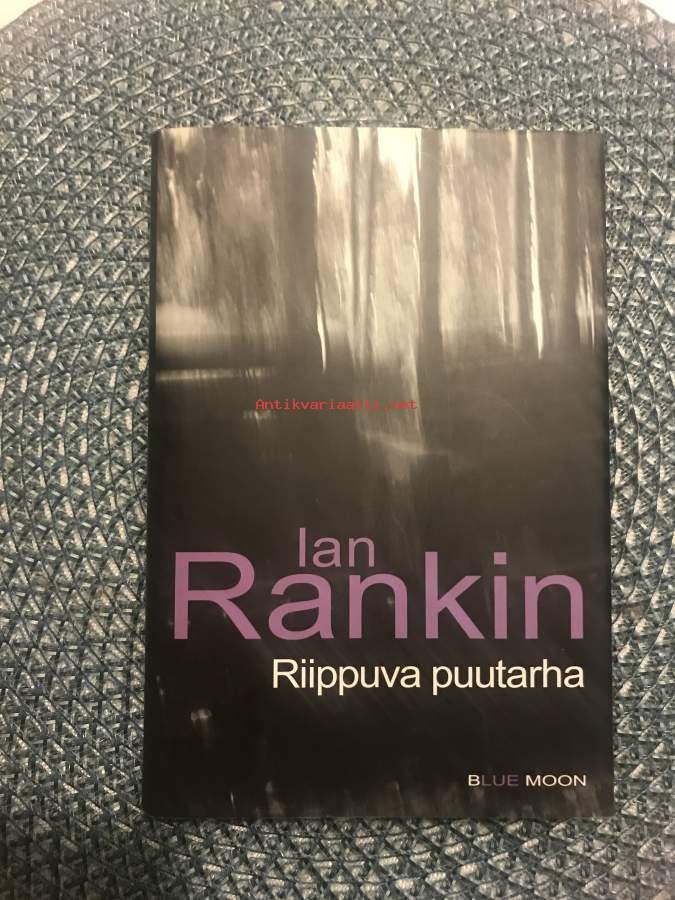 Antikvariaatti.net
Ian
Rankin
Riippuva puutarha
BLUE MOON